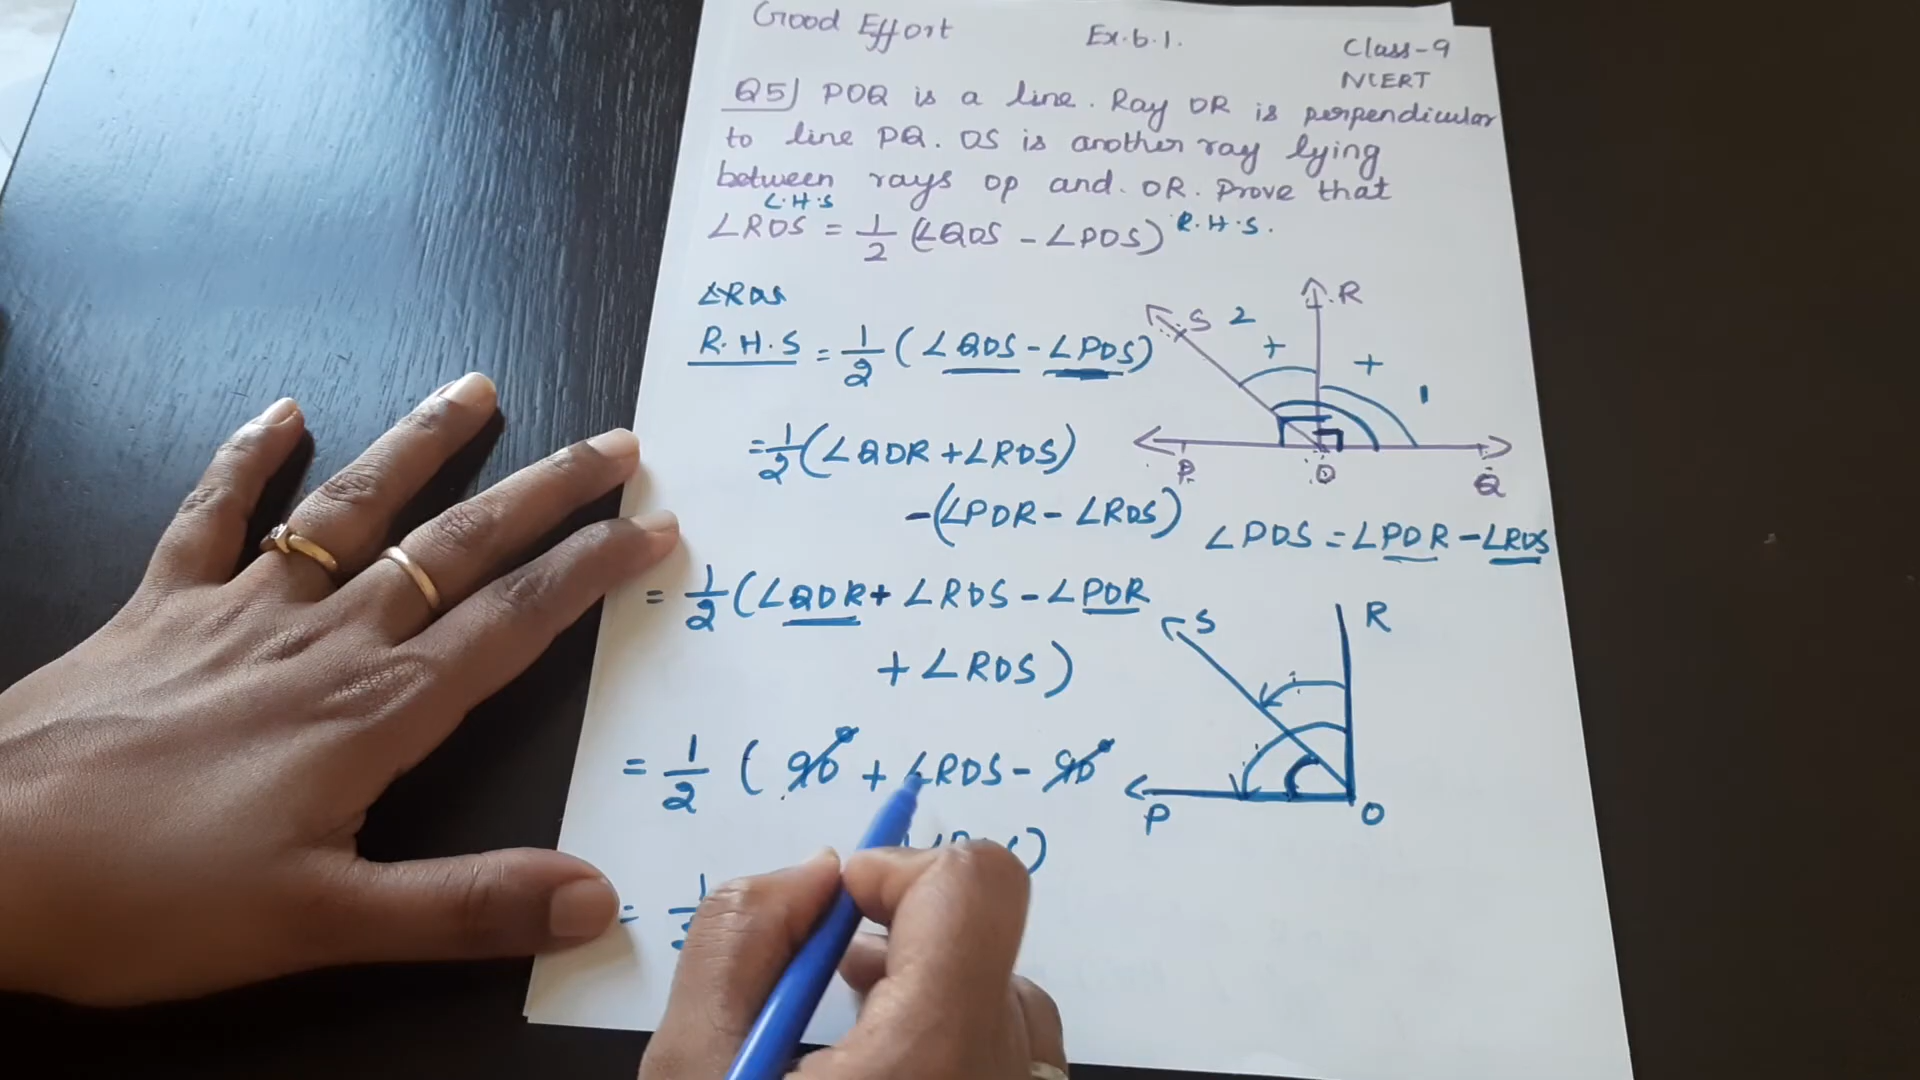 Good Effort Ex.6.1. Class-9
NCERT
Q5) POQ is a line. Ray OR is perpendicular
to line PQ. OS is another ray lying
between rays op and OR. Prove that
L.H.S
∠ROS = 1/2 (∠QOS - ∠POS) R.H.S.
∠ROS
R.H.S = 1/2 (∠QOS - ∠POS)
= 1/2 (∠QOR + ∠ROS)
- (∠POR - ∠ROS)
= 1/2 (∠QOR + ∠ROS - ∠POR
+ ∠ROS)
= 1/2 ( 90° + ∠ROS - 90°
)
=
R
S 2
+ +
1
P O Q
∠POS = ∠POR - ∠ROS
S R
P O